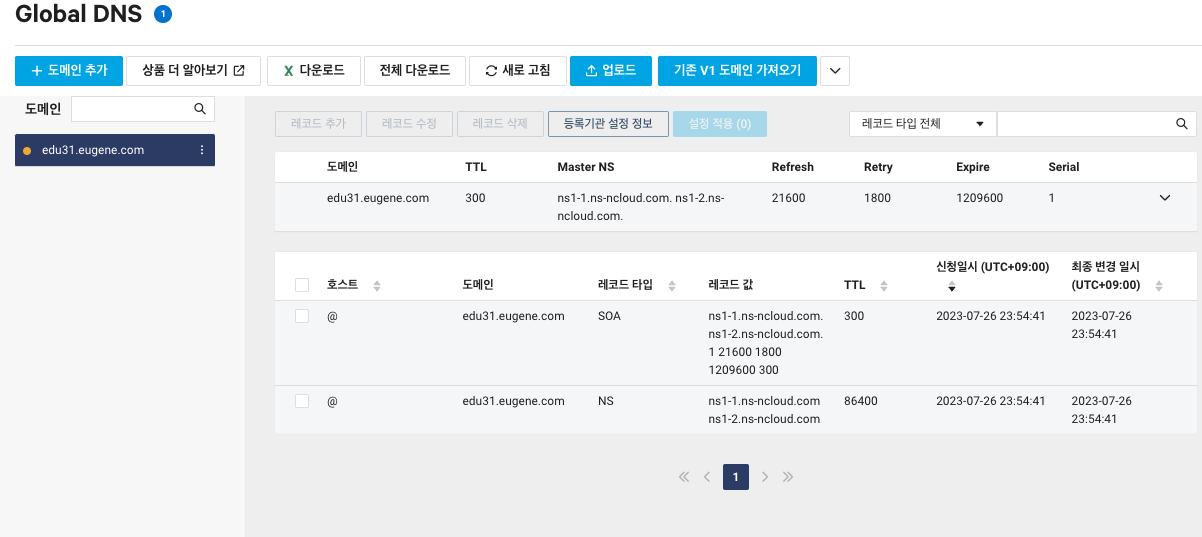 Global DNS 1
+ 도메인 추가 상품 더 알아보기 다운로드 전체 다운로드 새로 고침 업로드 기존 V1 도메인 가져오기
도메인
레코드 추가 레코드 수정 레코드 삭제 등록기관 설정 정보 설정 적용 (0) 레코드 타입 전체
edu31.eugene.com
도메인 TTL Master NS Refresh Retry Expire Serial
edu31.eugene.com 300 ns1-1.ns-ncloud.com. ns1-2.ns- 21600 1800 1209600 1
ncloud.com.
신청일시 (UTC+09:00) 최종 변경 일시
호스트 도메인 레코드 타입 레코드 값 TTL (UTC+09:00)
@ edu31.eugene.com SOA ns1-1.ns-ncloud.com. 300 2023-07-26 23:54:41 2023-07-26
ns1-2.ns-ncloud.com. 23:54:41
1 21600 1800
1209600 300
@ edu31.eugene.com NS ns1-1.ns-ncloud.com 86400 2023-07-26 23:54:41 2023-07-26
ns1-2.ns-ncloud.com 23:54:41
1